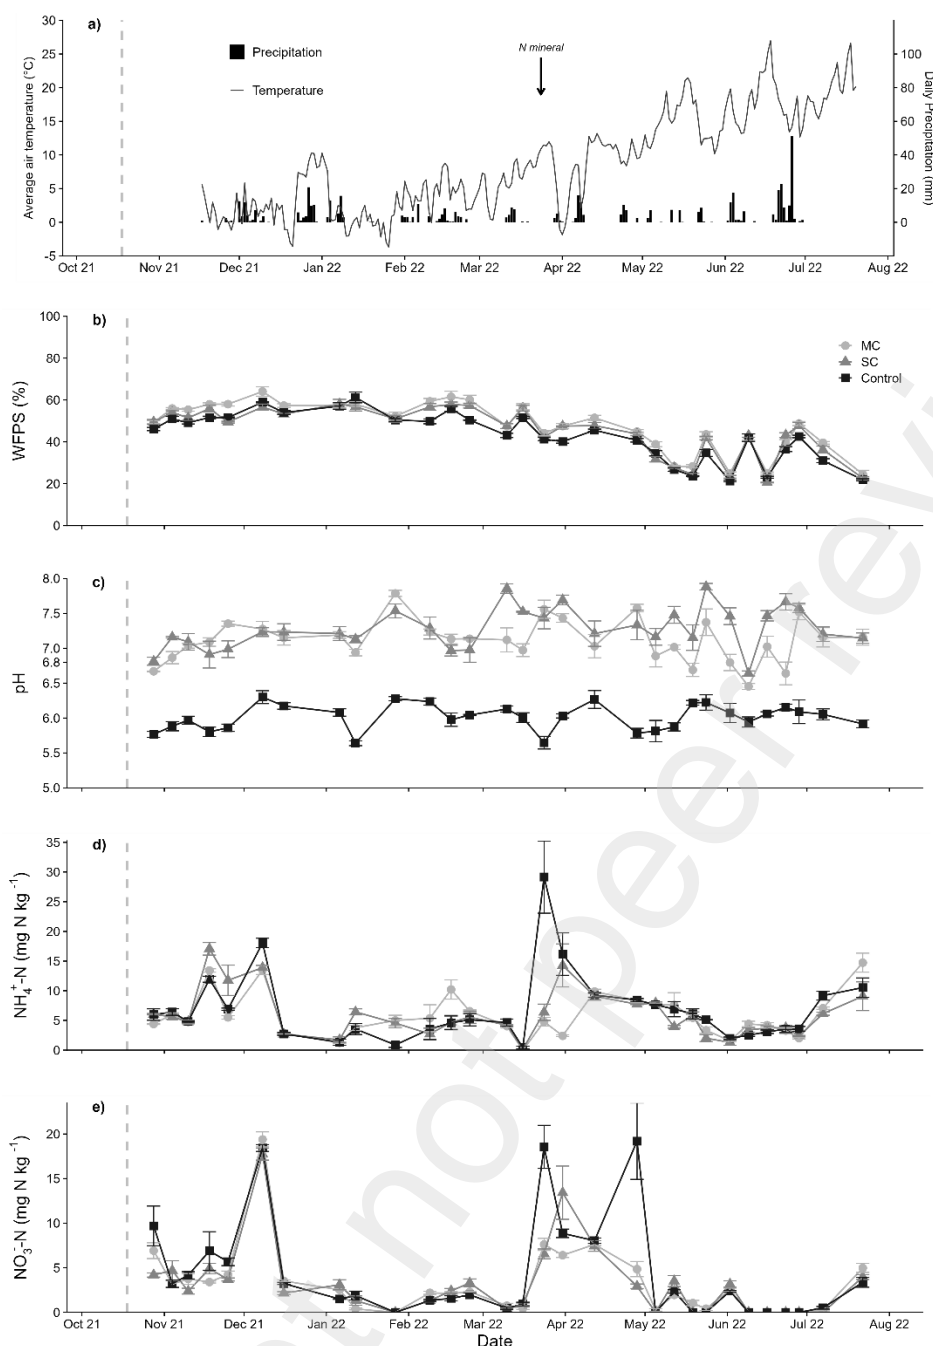 a)
30
25
20
15
10
5
0
-5
Average air temperature (°C)
Precipitation
Temperature
N mineral
100
80
60
40
20
0
Daily Precipitation (mm)
Oct 21 Nov 21 Dec 21 Jan 22 Feb 22 Mar 22 Apr 22 May 22 Jun 22 Jul 22 Aug 22
b)
100
80
60
40
20
0
WFPS (%)
MC
SC
Control
c)
8.0
7.5
7.0
6.8
6.5
6.0
5.5
5.0
pH
d)
35
30
25
20
15
10
5
0
NH₄⁺-N (mg N kg⁻¹)
e)
20
15
10
5
0
NO₃⁻-N (mg N kg⁻¹)
Oct 21 Nov 21 Dec 21 Jan 22 Feb 22 Mar 22 Apr 22 May 22 Jun 22 Jul 22 Aug 22
Date
not peer revi